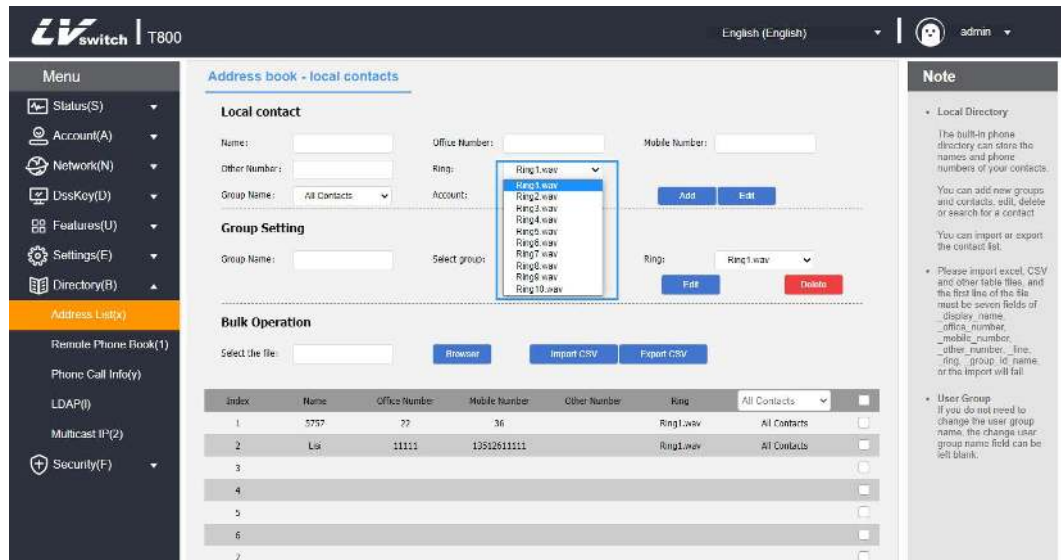 LVswitch | T800
English (English)
admin
Menu
Status(S)
Account(A)
Network(N)
DssKey(D)
Features(U)
Settings(E)
Directory(B)
Address List(x)
Remote Phone Book(1)
Phone Call Info(y)
LDAP(l)
Multicast IP(2)
Security(F)
Address book - local contacts
Local contact
Name:
Office Number:
Mobile Number:
Other Number:
Ring:
Ring1.wav
Group Name:
All Contacts
Account:
Add
Edit
Ring1.wav
Ring2.wav
Ring3.wav
Ring4.wav
Ring5.wav
Ring6.wav
Ring7.wav
Ring8.wav
Ring9.wav
Ring10.wav
Group Setting
Group Name:
Select group:
Ring:
Ring1.wav
Edit
Delete
Bulk Operation
Select the file:
Browser
Import CSV
Export CSV
Index Name Office Number Mobile Number Other Number Ring All Contacts
1 5757 22 36 Ring1.wav All Contacts
2 Lisi 11111 13512611111 Ring1.wav All Contacts
3
4
5
6
7
Note
Local Directory
The built-in phone
directory can store the
names and phone
numbers of your contacts.
You can add new groups
and contacts, edit, delete
or search for a contact
You can import or export
the contact list.
Please import excel, CSV
and other table files, and
the first line of the file
must be seven fields of
_display_name,
_office_number,
_mobile_number,
_other_number, _line,
_ring, _group_id_name,
or the import will fail
User Group
If you do not need to
change the user group
name, the change user
group name field can be
left blank.